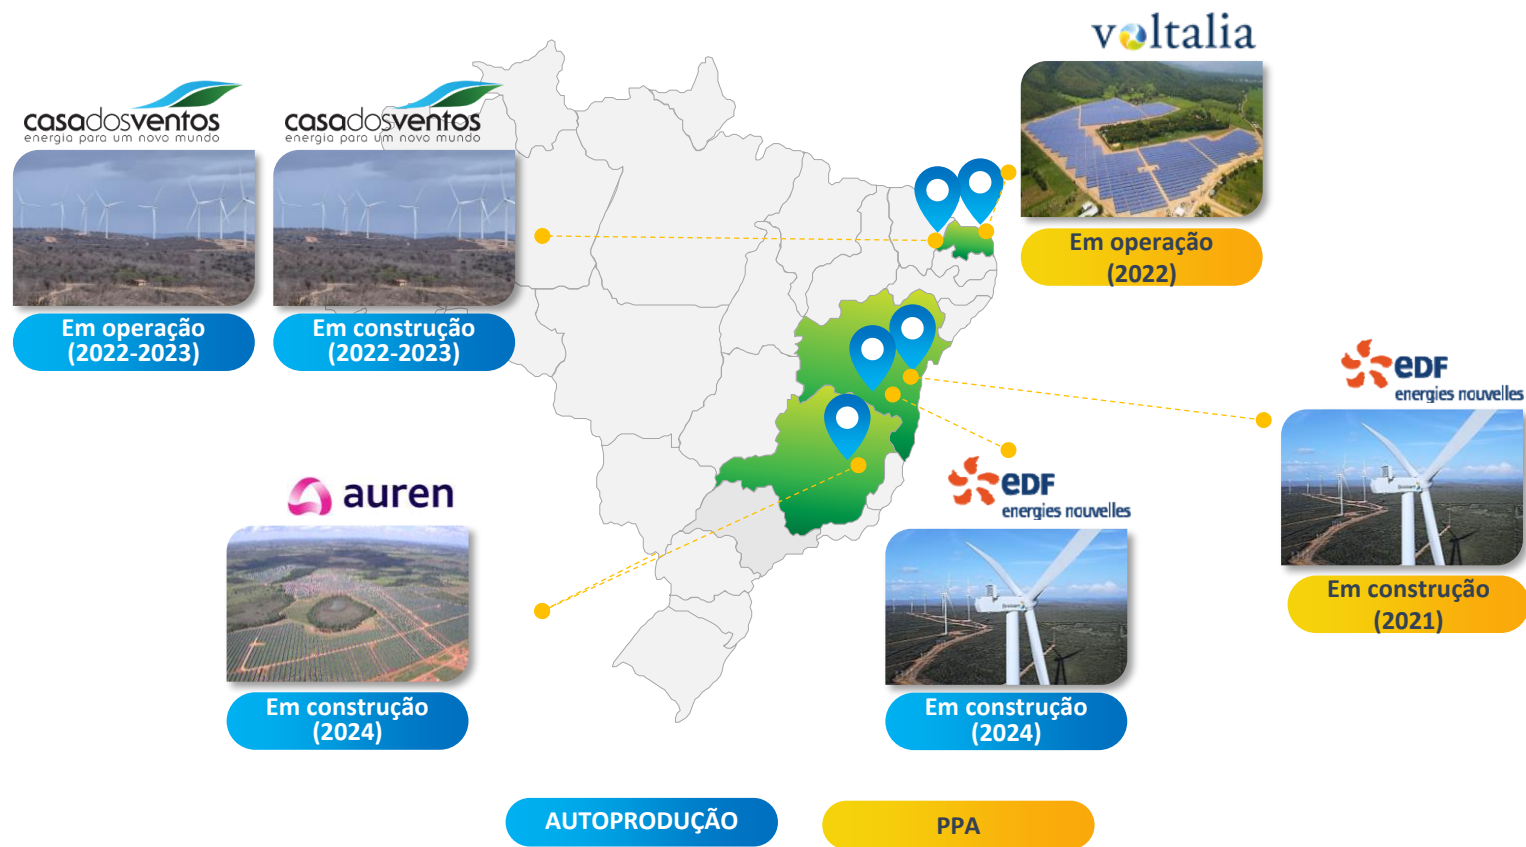 voltalia
casadosventos
energia para um novo mundo
casadosventos
energia para um novo mundo
Em operação
(2022)
Em operação
(2022-2023)
Em construção
(2022-2023)
eDF
energies nouvelles
Em construção
(2021)
auren
eDF
energies nouvelles
Em construção
(2024)
Em construção
(2024)
AUTOPRODUÇÃO
PPA